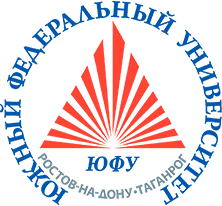 ЮЖНЫЙ ФЕДЕРАЛЬНЫЙ УНИВЕРСИТЕТ
ЮФУ
РОСТОВ-НА-ДОНУ•ТАГАНРОГ